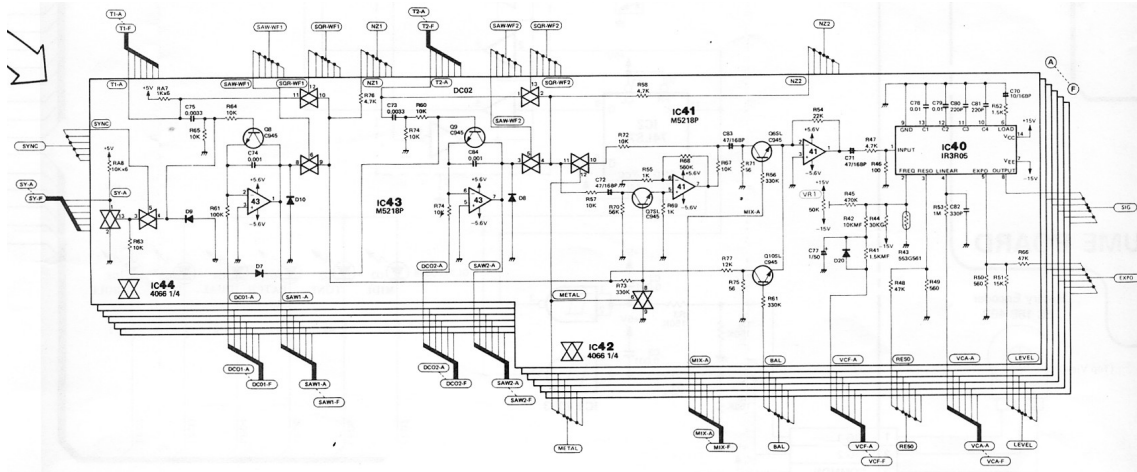 T1-A
T1-F
SAW-WF1
SQR-WF1
NZ1
T2-A
T2-F
SAW-WF2
SQR-WF2
NZ2
A
F
T1-A
SAW-WF1
SQR-WF1
NZ1
T2-A
DCO2
SAW-WF2
SQR-WF2
NZ2
+5V
RA7
1K×6
C75
0.0033
R64
10K
R65
10K
Q8
C945
C74
0.001
R76
4.7K
C73
0.0033
R60
10K
R74
10K
Q9
C945
C84
0.001
R58
4.7K
IC41
M5218P
R72
10K
C83
47/16BP
Q6SL
C945
R54
22K
+5.6V
41
-5.6V
C71
47/16BP
R47
4.7K
R46
100
C78
0.01
C79
0.01
C80
220P
C81
220P
C70
10/16BP
R52
1.5K
+15V
GND
C1
C2
C3
C4
LOAD
VCC
IC40
IR3R05
VEE
-15V
INPUT
FREQ
RESO
LINEAR
EXPO
OUTPUT
SYNC
SYNC
+5V
RA8
10K×6
SY-A
SY-A
SY-F
R63
10K
D9
R61
100K
+5.6V
43
-5.6V
D10
D7
IC43
M5218P
R74
10K
+5.6V
43
-5.6V
D8
R57
10K
C72
47/16BP
R70
56K
R55
1K
R68
560K
Q7SL
C945
R69
1K
+5.6V
41
-5.6V
R67
10K
R71
56
R56
330K
MIX-A
R77
12K
R75
56
Q10SL
C945
R61
330K
R73
330K
VR1
50K
+15V
-15V
R45
470K
R42
10KMF
R44
30KG
-15V
R41
1.5KMF
C77
1/50
D20
R43
553G561
R53
1M
C82
330P
R48
47K
R49
560
R50
560
R51
15K
R66
47K
SIG
EXPO
IC44
4066 1/4
IC42
4066 1/4
DCO1-A
SAW1-A
DCO2-A
SAW2-A
METAL
MIX-A
BAL
VCF-A
RESO
VCA-A
LEVEL
DCO1-A
DCO1-F
SAW1-A
SAW1-F
DCO2-A
DCO2-F
SAW2-A
SAW2-F
METAL
MIX-A
MIX-F
BAL
VCF-A
VCF-F
RESO
VCA-A
VCA-F
LEVEL